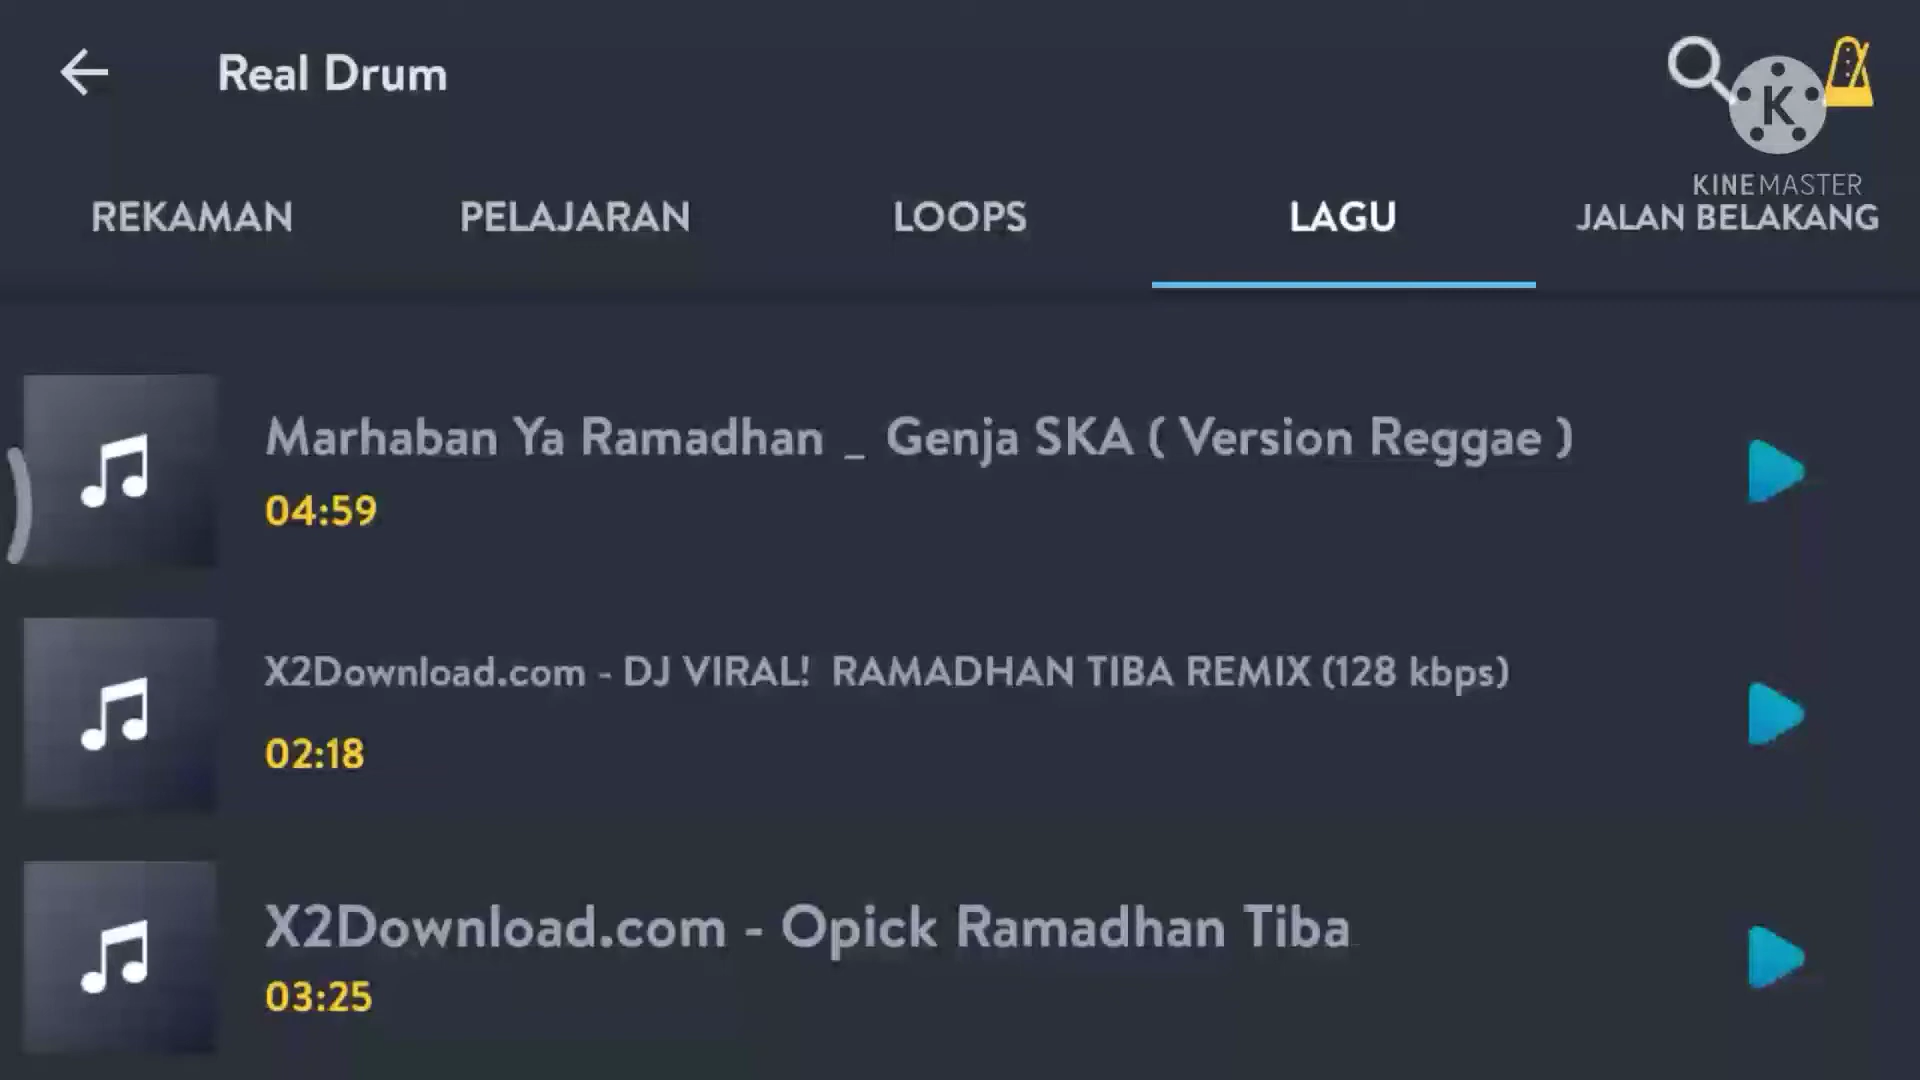 Real Drum
K
KINEMASTER
REKAMAN
PELAJARAN
LOOPS
LAGU
JALAN BELAKANG
Marhaban Ya Ramadhan _ Genja SKA ( Version Reggae )
04:59
X2Download.com - DJ VIRAL! RAMADHAN TIBA REMIX (128 kbps)
02:18
X2Download.com - Opick Ramadhan Tiba
03:25